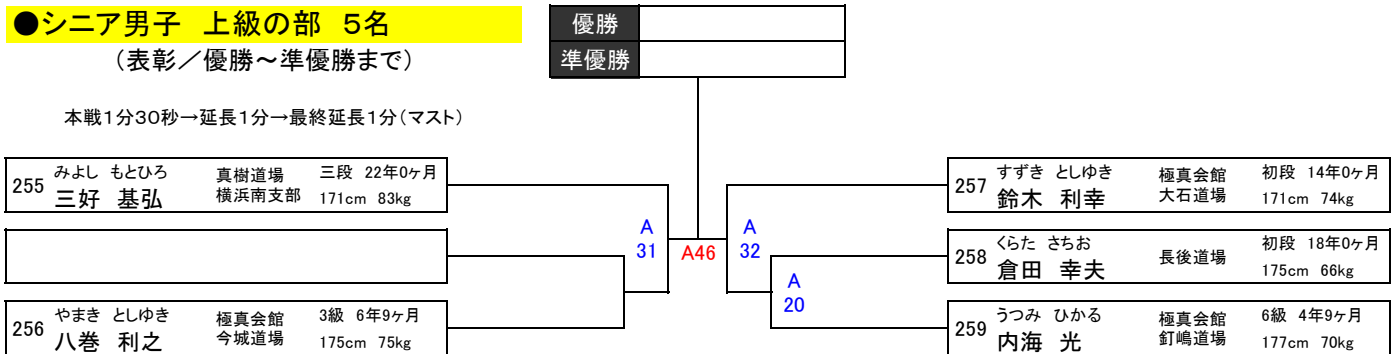 ●シニア男子 上級の部 5名
(表彰/優勝~準優勝まで)
優勝
準優勝
本戦1分30秒→延長1分→最終延長1分(マスト)
255 みよし もとひろ 真樹道場 三段 22年0ヶ月
三好 基弘 横浜南支部 171cm 83kg
256 やまき としゆき 極真会館 3級 6年9ヶ月
八巻 利之 今城道場 175cm 75kg
A
31
A46
A
32
A
20
257 すずき としゆき 極真会館 初段 14年0ヶ月
鈴木 利幸 大石道場 171cm 74kg
258 くらた さちお 長後道場 初段 18年0ヶ月
倉田 幸夫 175cm 66kg
259 うつみ ひかる 極真会館 6級 4年9ヶ月
内海 光 釘嶋道場 177cm 70kg